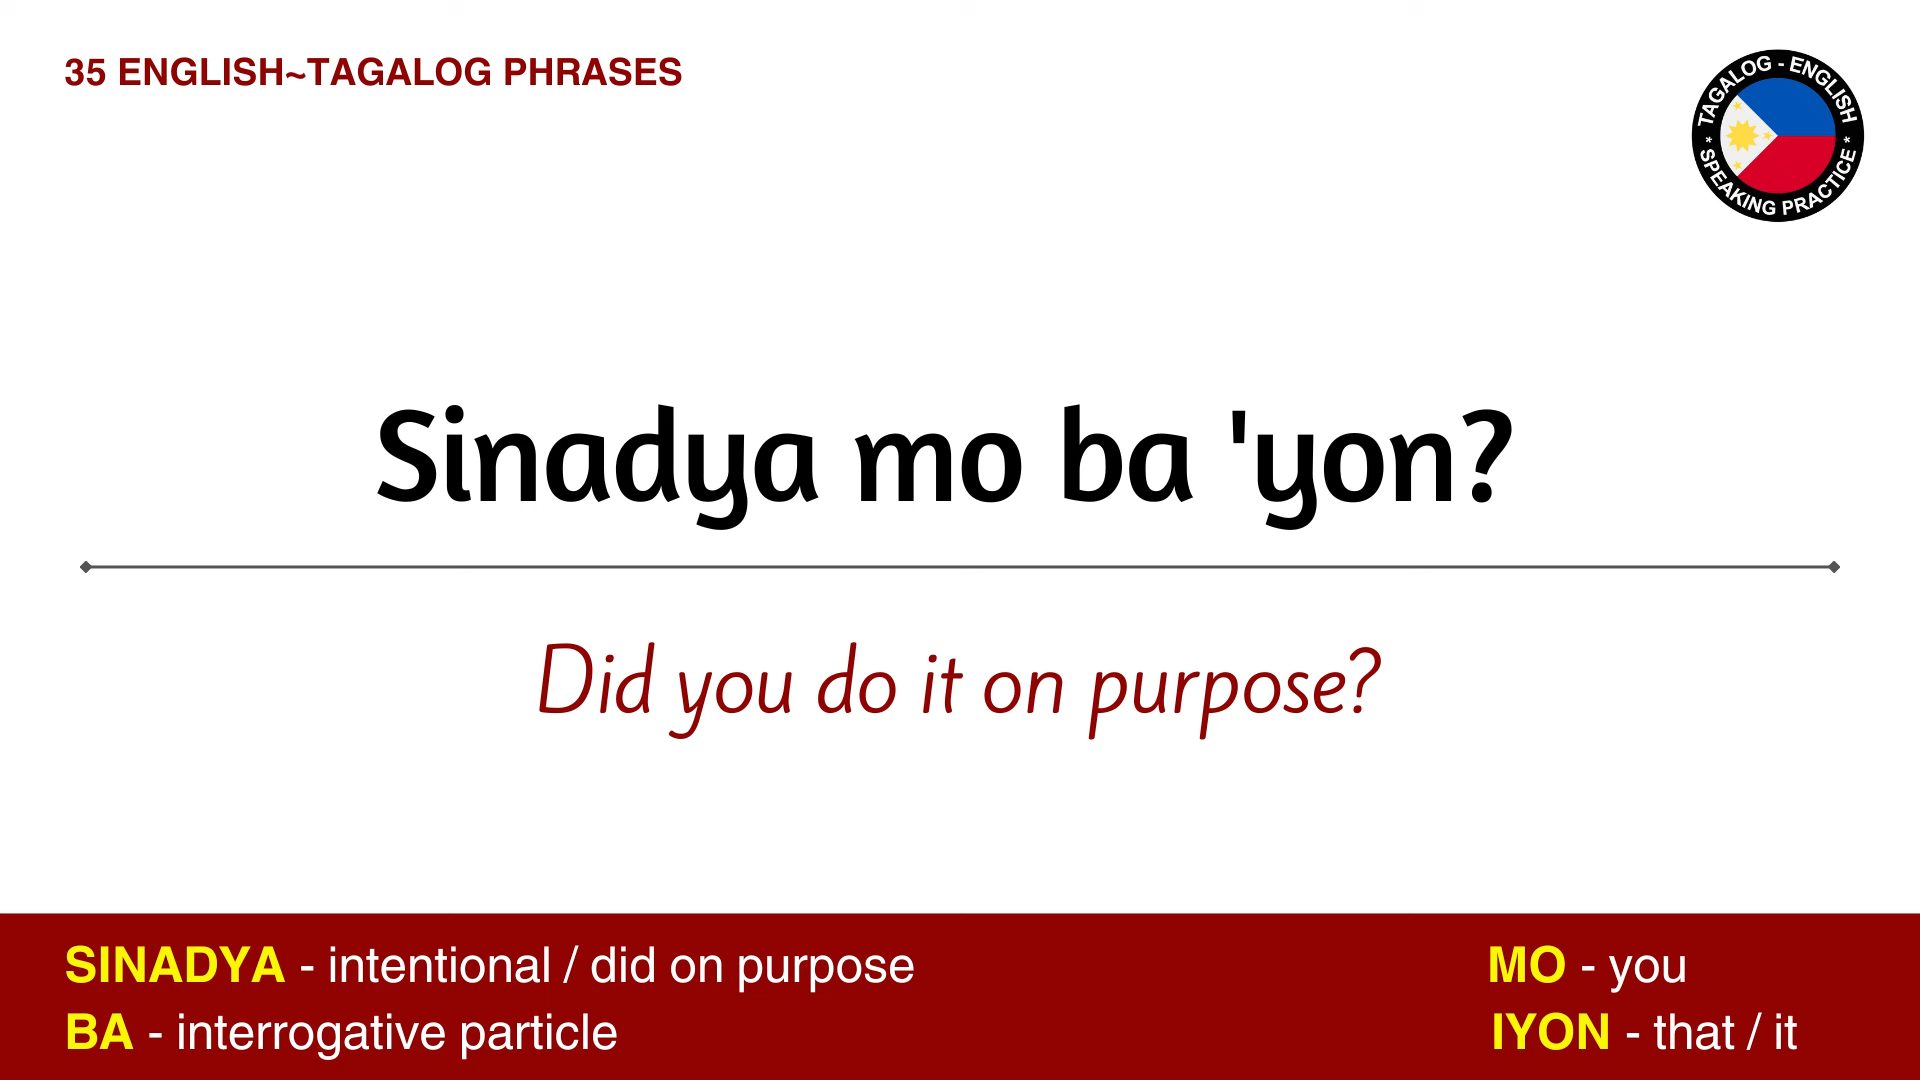 35 ENGLISH~TAGALOG PHRASES
TAGALOG - ENGLISH
* SPEAKING PRACTICE *
Sinadya mo ba 'yon?
Did you do it on purpose?
SINADYA - intentional / did on purpose
MO - you
BA - interrogative particle
IYON - that / it